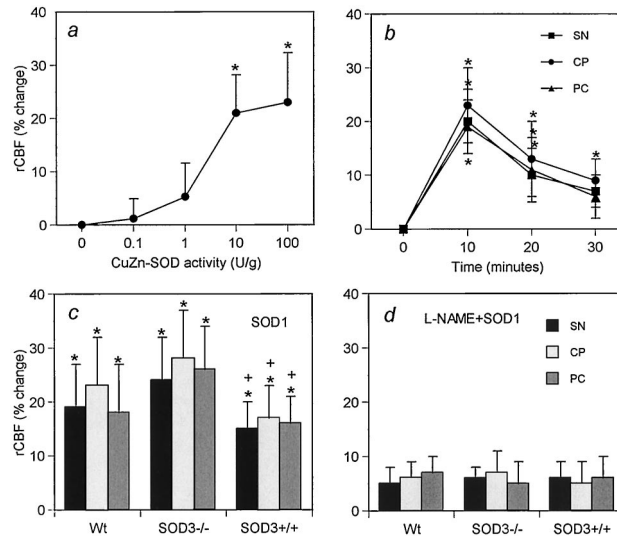 a
rCBF (% change)
40
30
20
10
0
*
*
0
0.1
1
10
100
CuZn-SOD activity (U/g)
b
SN
CP
PC
40
30
20
10
0
*
*
*
*
*
*
*
0
10
20
30
Time (minutes)
c
SOD1
rCBF (% change)
40
30
20
10
0
*
*
*
*
*
*
+
*
+
*
+
*
Wt
SOD3-/-
SOD3+/+
d
L-NAME+SOD1
SN
CP
PC
40
30
20
10
0
Wt
SOD3-/-
SOD3+/+